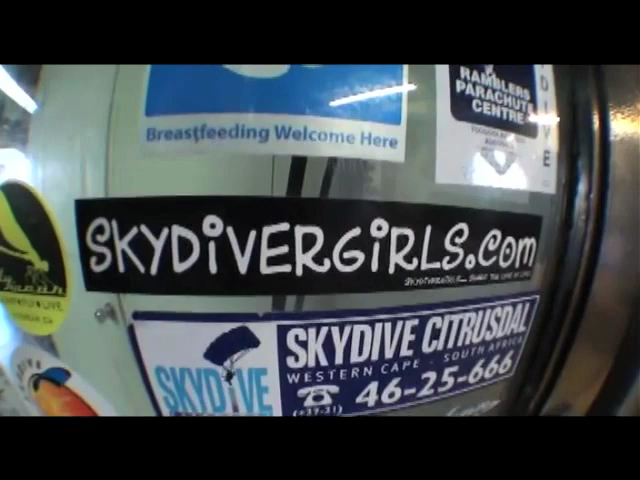 Breastfeeding Welcome Here
RAMBLERS
PARACHUTE
CENTRE
DIVE
SKYDiVERGiRLS.COM
SKYDIVE CITRUSDAL
WESTERN CAPE - SOUTH AFRICA
46-25-666
SKYDIVE